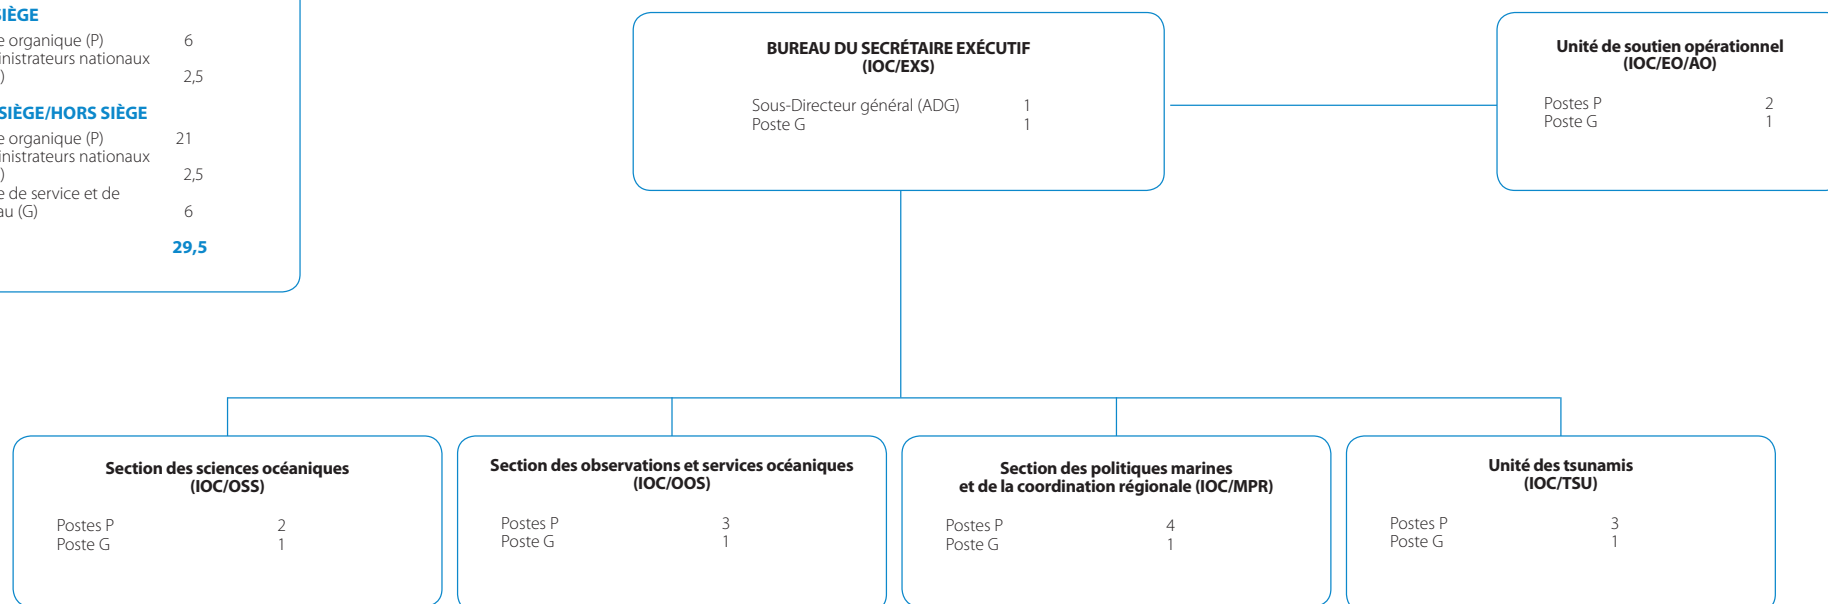 SIÈGE
organique (P) 6
nationaux
2,5
SIÈGE/HORS SIÈGE
organique (P) 21
nationaux
2,5
de service et de
(G) 6
29,5
BUREAU DU SECRÉTAIRE EXÉCUTIF
(IOC/EXS)
Sous-Directeur général (ADG) 1
Poste G 1
Unité de soutien opérationnel
(IOC/EO/AO)
Postes P 2
Poste G 1
Section des sciences océaniques
(IOC/OSS)
Postes P 2
Poste G 1
Section des observations et services océaniques
(IOC/OOS)
Postes P 3
Poste G 1
Section des politiques marines
et de la coordination régionale (IOC/MPR)
Postes P 4
Poste G 1
Unité des tsunamis
(IOC/TSU)
Postes P 3
Poste G 1